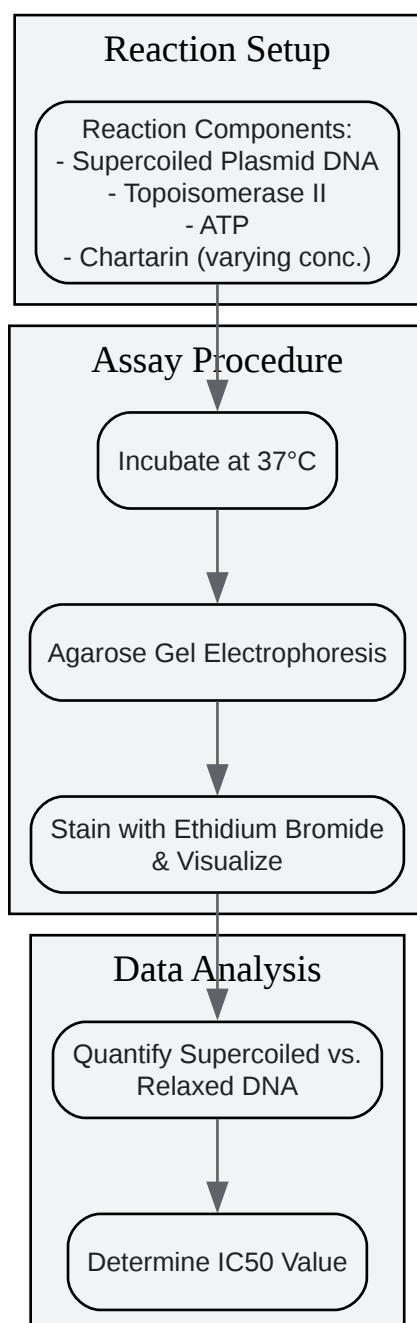 Reaction Setup
Reaction Components:
- Supercoiled Plasmid DNA
- Topoisomerase II
- ATP
- Chartarin (varying conc.)
Assay Procedure
Incubate at 37°C
Agarose Gel Electrophoresis
Stain with Ethidium Bromide
& Visualize
Data Analysis
Quantify Supercoiled vs.
Relaxed DNA
Determine IC50 Value